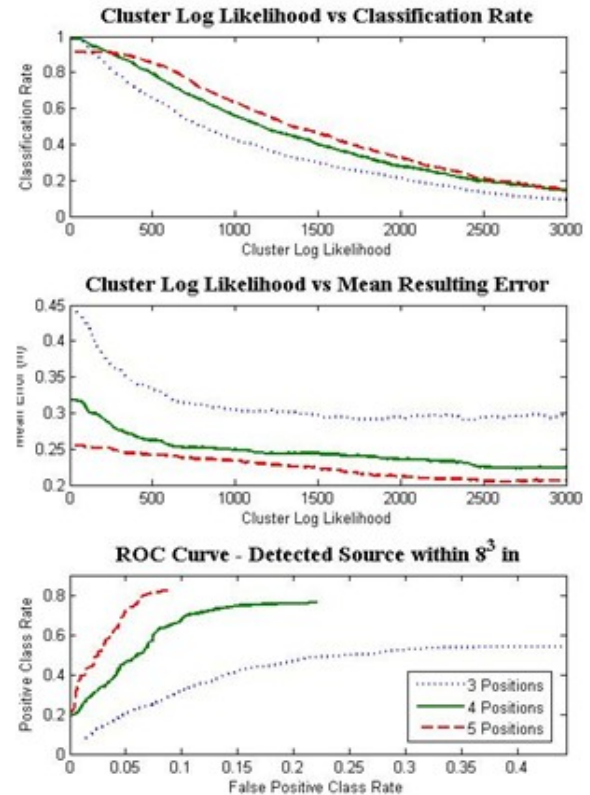 Cluster Log Likelihood vs Classification Rate
Classification Rate
1
0.8
0.6
0.4
0.2
0
0 500 1000 1500 2000 2500 3000
Cluster Log Likelihood
Cluster Log Likelihood vs Mean Resulting Error
0.45
0.4
0.35
0.3
0.25
0.2
0 500 1000 1500 2000 2500 3000
Cluster Log Likelihood
ROC Curve - Detected Source within 8³ in
Positive Class Rate
0.8
0.6
0.4
0.2
0
0 0.05 0.1 0.15 0.2 0.25 0.3 0.35 0.4
False Positive Class Rate
3 Positions
4 Positions
5 Positions